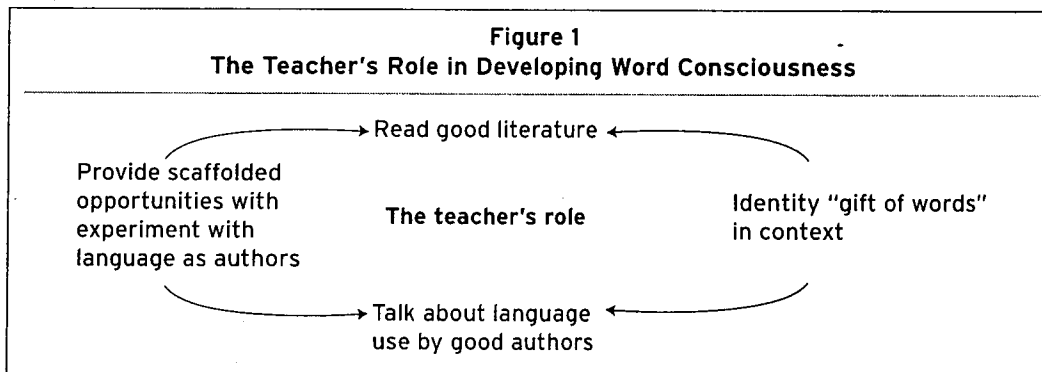 Figure 1
The Teacher's Role in Developing Word Consciousness
Read good literature
Provide scaffolded
opportunities with
experiment with
language as authors
The teacher's role
Identity "gift of words"
in context
Talk about language
use by good authors